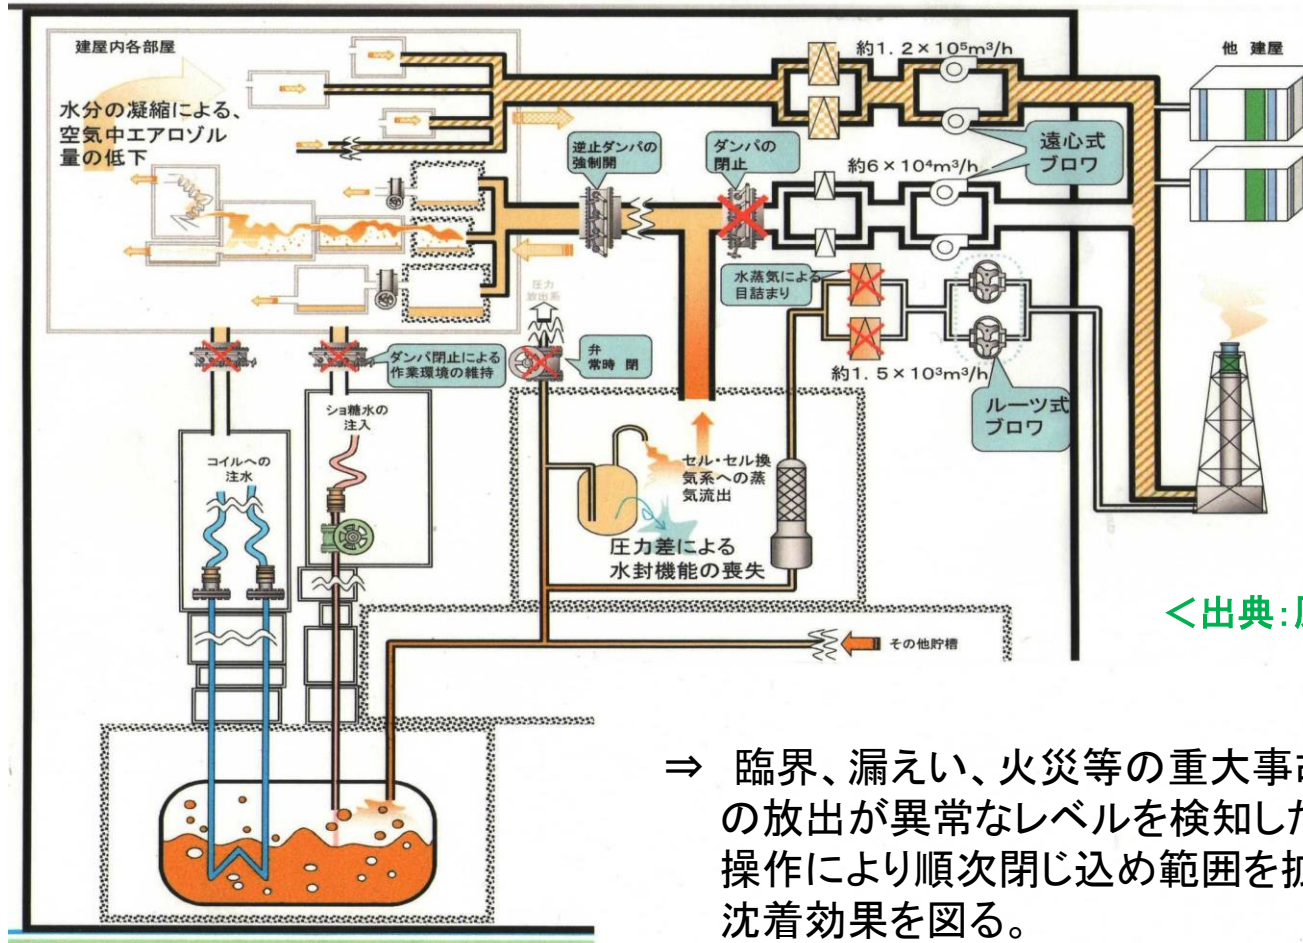 建屋内各部屋
約1.2×10⁵m³/h
他 建屋
水分の凝縮による、
空気中エアロゾル
量の低下
逆止ダンパの
強制開
ダンパの
閉止
遠心式
ブロワ
約6×10⁴m³/h
水蒸気による
目詰まり
圧力
放出系
弁
常時 閉
ダンパ閉止による
作業環境の維持
約1.5×10³m³/h
ルーツ式
ブロワ
ショ糖水の
注入
コイルへの
注水
セル・セル換
気系への蒸
気流出
圧力差による
水封機能の喪失
＜出典:
その他貯槽
⇒ 臨界、漏えい、火災等の重大事
の放出が異常なレベルを検知し
操作により順次閉じ込め範囲を
沈着効果を図る。